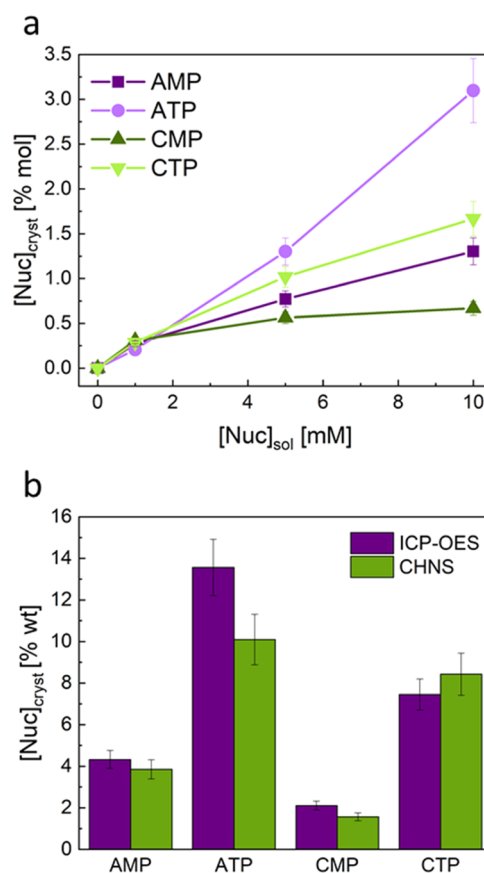 a
AMP
ATP
CMP
CTP
[Nuc]cryst [% mol]
3.5
3.0
2.5
2.0
1.5
1.0
0.5
0.0
0 2 4 6 8 10
[Nuc]sol [mM]
b
ICP-OES
CHNS
[Nuc]cryst [% wt]
16
14
12
10
8
6
4
2
0
AMP ATP CMP CTP